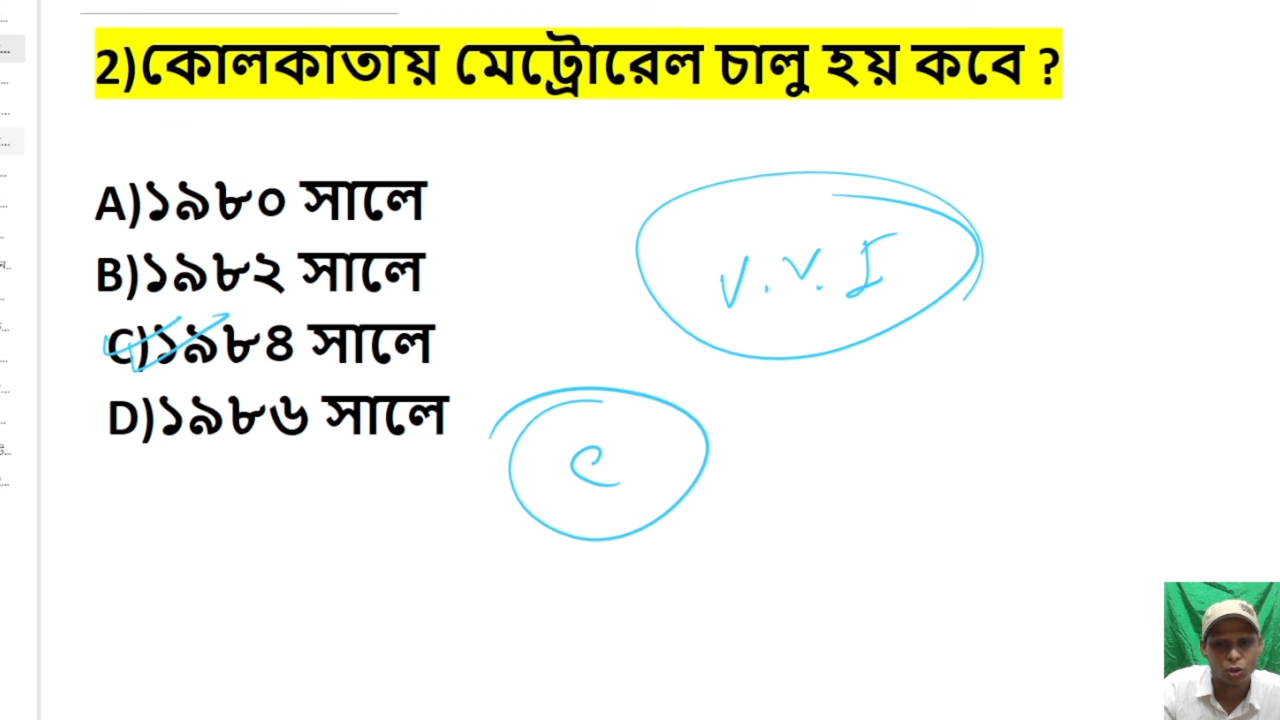 2)কোলকাতায় মেট্রোরেল চালু হয় কবে ?
A)১৯৮০ সালে
B)১৯৮২ সালে
C)১৯৮৪ সালে
D)১৯৮৬ সালে
V.V.I
C